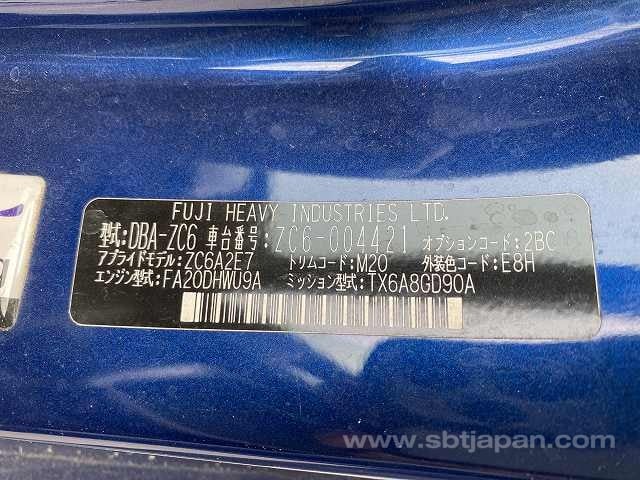 FUJI HEAVY INDUSTRIES LTD.
型式:DBA-ZC6 車台番号:ZC6-004421 オプションコード:2BC
アプライドモデル:ZC6A2E7 トリムコード:M20 外装色コード:E8H
エンジン型式:FA20DHWU9A ミッション型式:TX6A8GD90A
www.sbtjapan.com